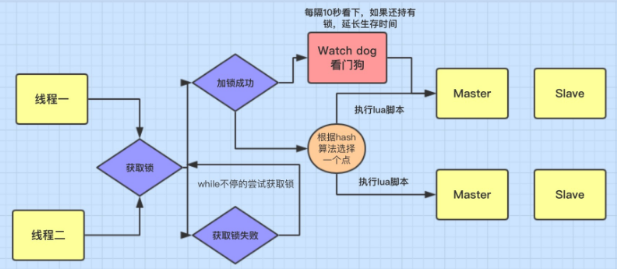 每隔10秒看下，如果还持有
锁，延长生存时间
Watch dog
看门狗
加锁成功
线程一
Master
Slave
执行lua脚本
根据hash
算法选择
一个点
获取锁
while不停的尝试获取锁
执行lua脚本
Master
Slave
线程二
获取锁失败